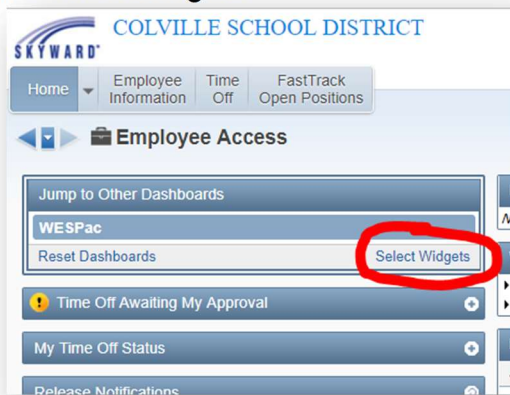 COLVILLE SCHOOL DISTRICT
SKYWARD
Home
Employee Information
Time Off
FastTrack Open Positions
Employee Access
Jump to Other Dashboards
WESPac
Reset Dashboards Select Widgets
Time Off Awaiting My Approval
My Time Off Status
Release Notifications